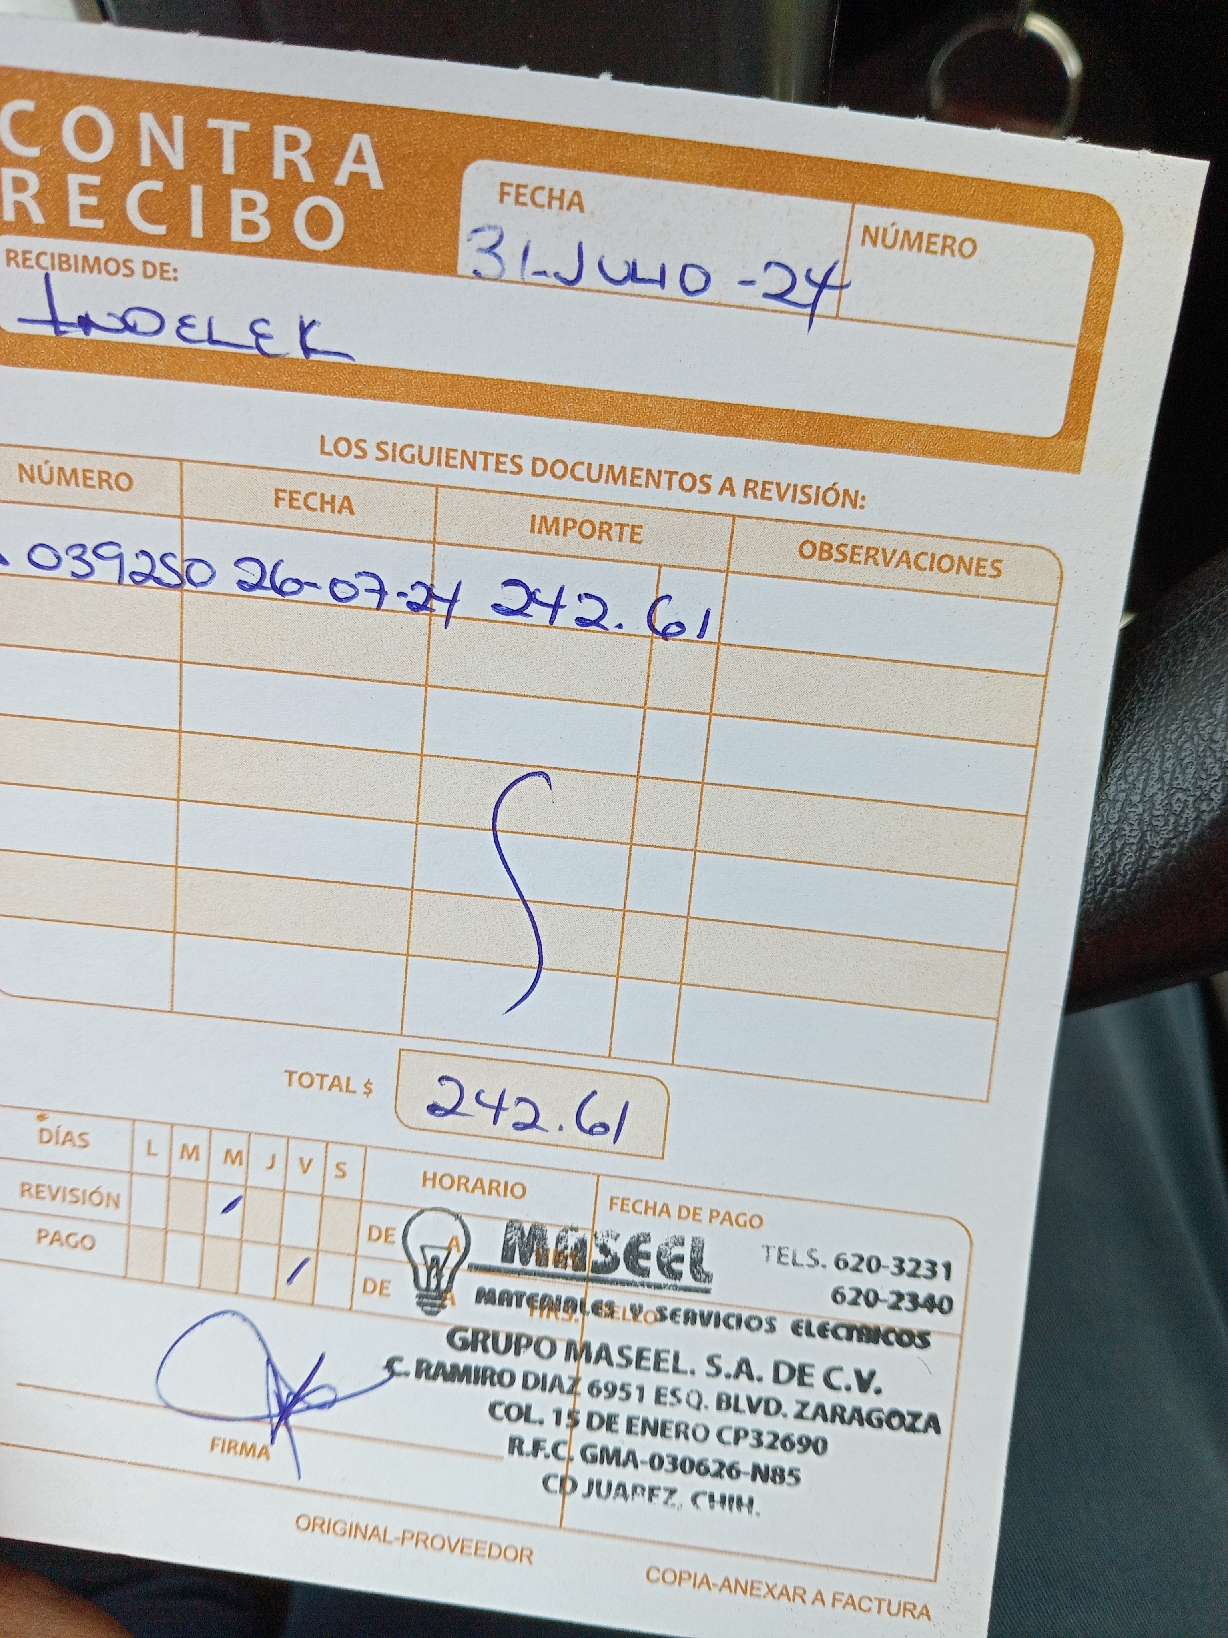 CONTRA
RECIBO
FECHA
NÚMERO
31-JULIO-24
RECIBIMOS DE:
INDELEK
LOS SIGUIENTES DOCUMENTOS A REVISIÓN:
NÚMERO FECHA IMPORTE OBSERVACIONES
039250 26-07-24 242.61
TOTAL $ 242.61
DÍAS L M M J V S HORARIO FECHA DE PAGO
REVISIÓN / DE A
PAGO / DE A
MASEEL TELS. 620-3231
620-2340
MATERIALES Y SERVICIOS ELECTRICOS
GRUPO MASEEL. S.A. DE C.V.
C. RAMIRO DIAZ 6951 ESQ. BLVD. ZARAGOZA
COL. 15 DE ENERO CP32690
R.F.C. GMA-030626-N85
CD JUAREZ, CHIH.
FIRMA
ORIGINAL-PROVEEDOR
COPIA-ANEXAR A FACTURA